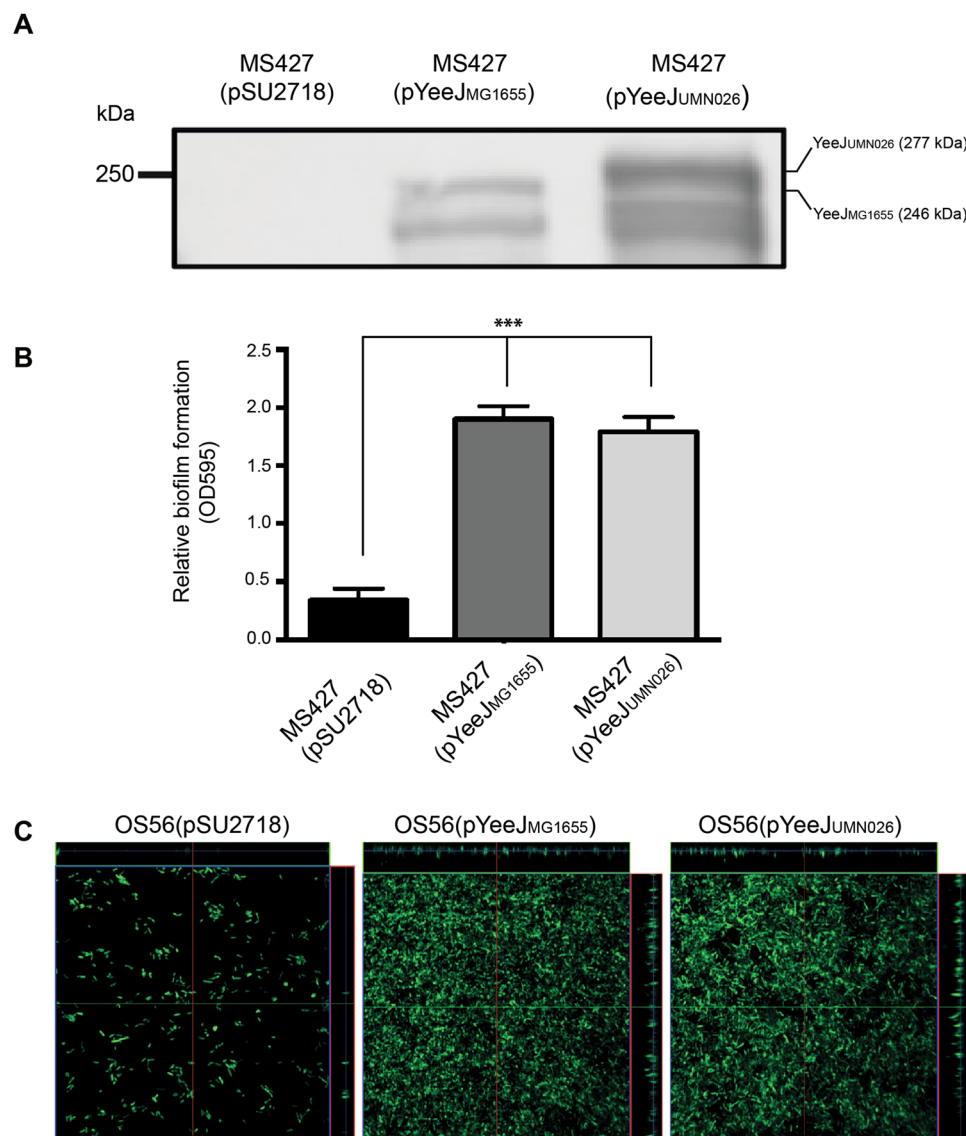 A
MS427
(pSU2718)
MS427
(pYeeJMG1655)
MS427
(pYeeJUMN026)
kDa
250
YeeJUMN026 (277 kDa)
YeeJMG1655 (246 kDa)
B
***
Relative biofilm formation
(OD595)
2.5
2.0
1.5
1.0
0.5
0.0
MS427
(pSU2718)
MS427
(pYeeJMG1655)
MS427
(pYeeJUMN026)
C
OS56(pSU2718)
OS56(pYeeJMG1655)
OS56(pYeeJUMN026)